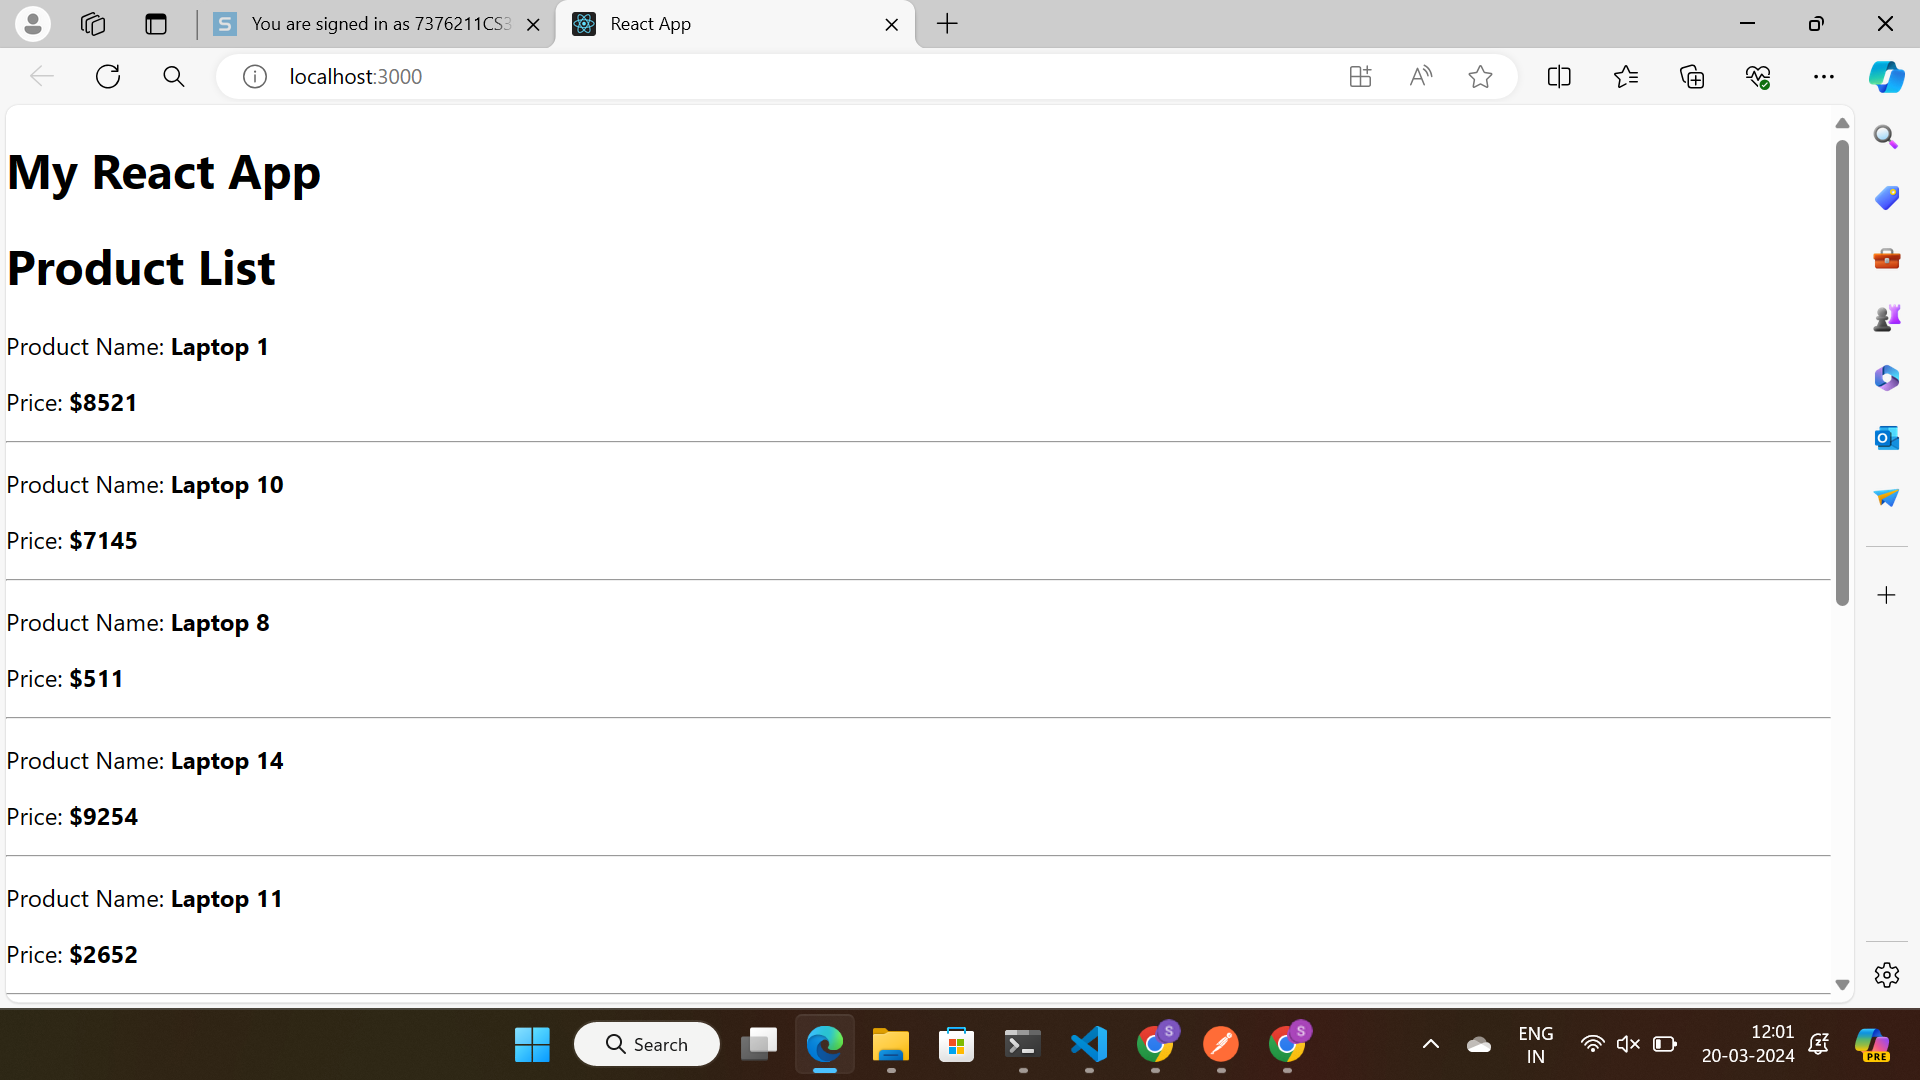 You are signed in as 7376211CS3
React App
localhost:3000
My React App
Product List
Product Name: Laptop 1
Price: $8521
Product Name: Laptop 10
Price: $7145
Product Name: Laptop 8
Price: $511
Product Name: Laptop 14
Price: $9254
Product Name: Laptop 11
Price: $2652
Search
S
S
ENG
IN
12:01
20-03-2024
PRE